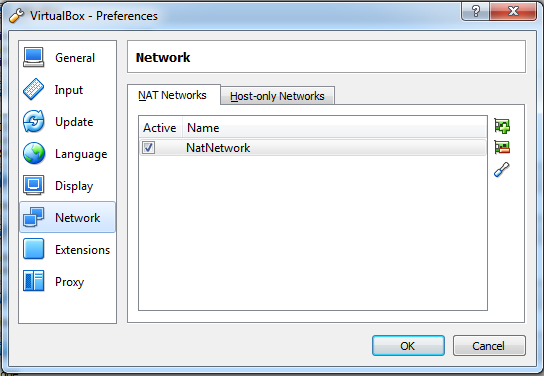 VirtualBox - Preferences
General
Input
Update
Language
Display
Network
Extensions
Proxy
Network
NAT Networks Host-only Networks
Active Name
NatNetwork
OK Cancel